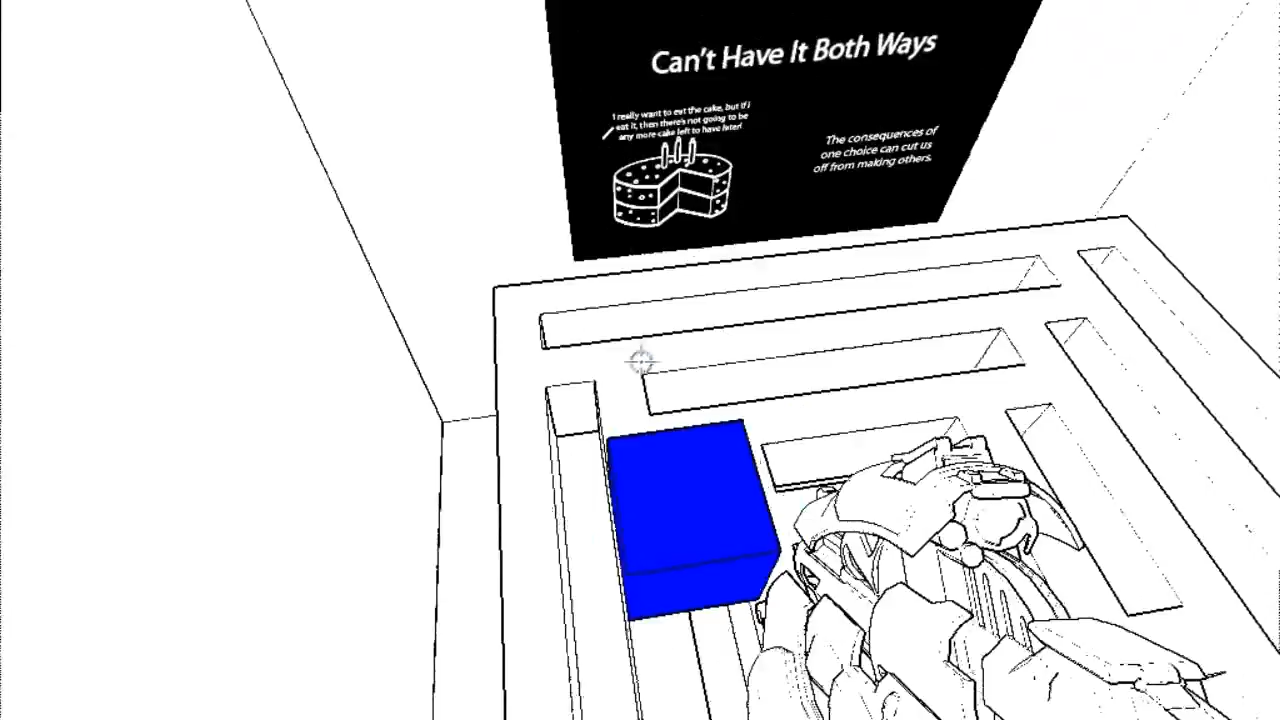 Can't Have It Both Ways
I really want to eat the cake, but if I
eat it, then there's not going to be
any more cake left to have later!
The consequences of
one choice can cut us
off from making others.